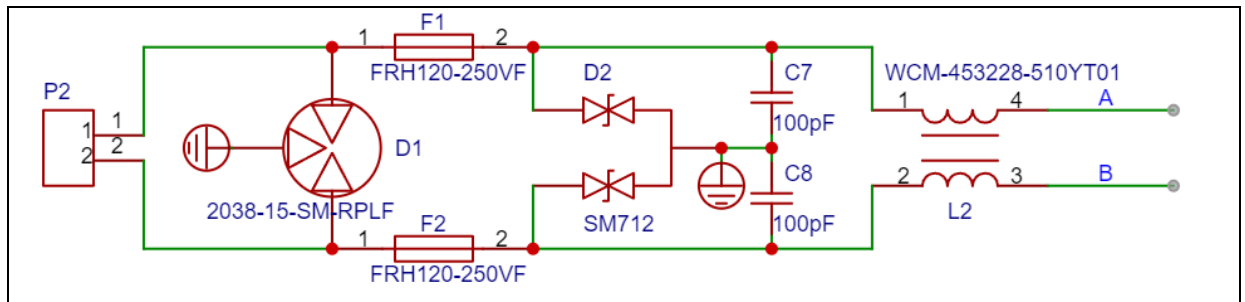 F1
1
2
FRH120-250VF
D2
C7
WCM-453228-510YT01
P2
1
4
A
1
1
100pF
2
2
D1
C8
2038-15-SM-RPLF
2
3
B
F2
SM712
100pF
L2
1
2
FRH120-250VF